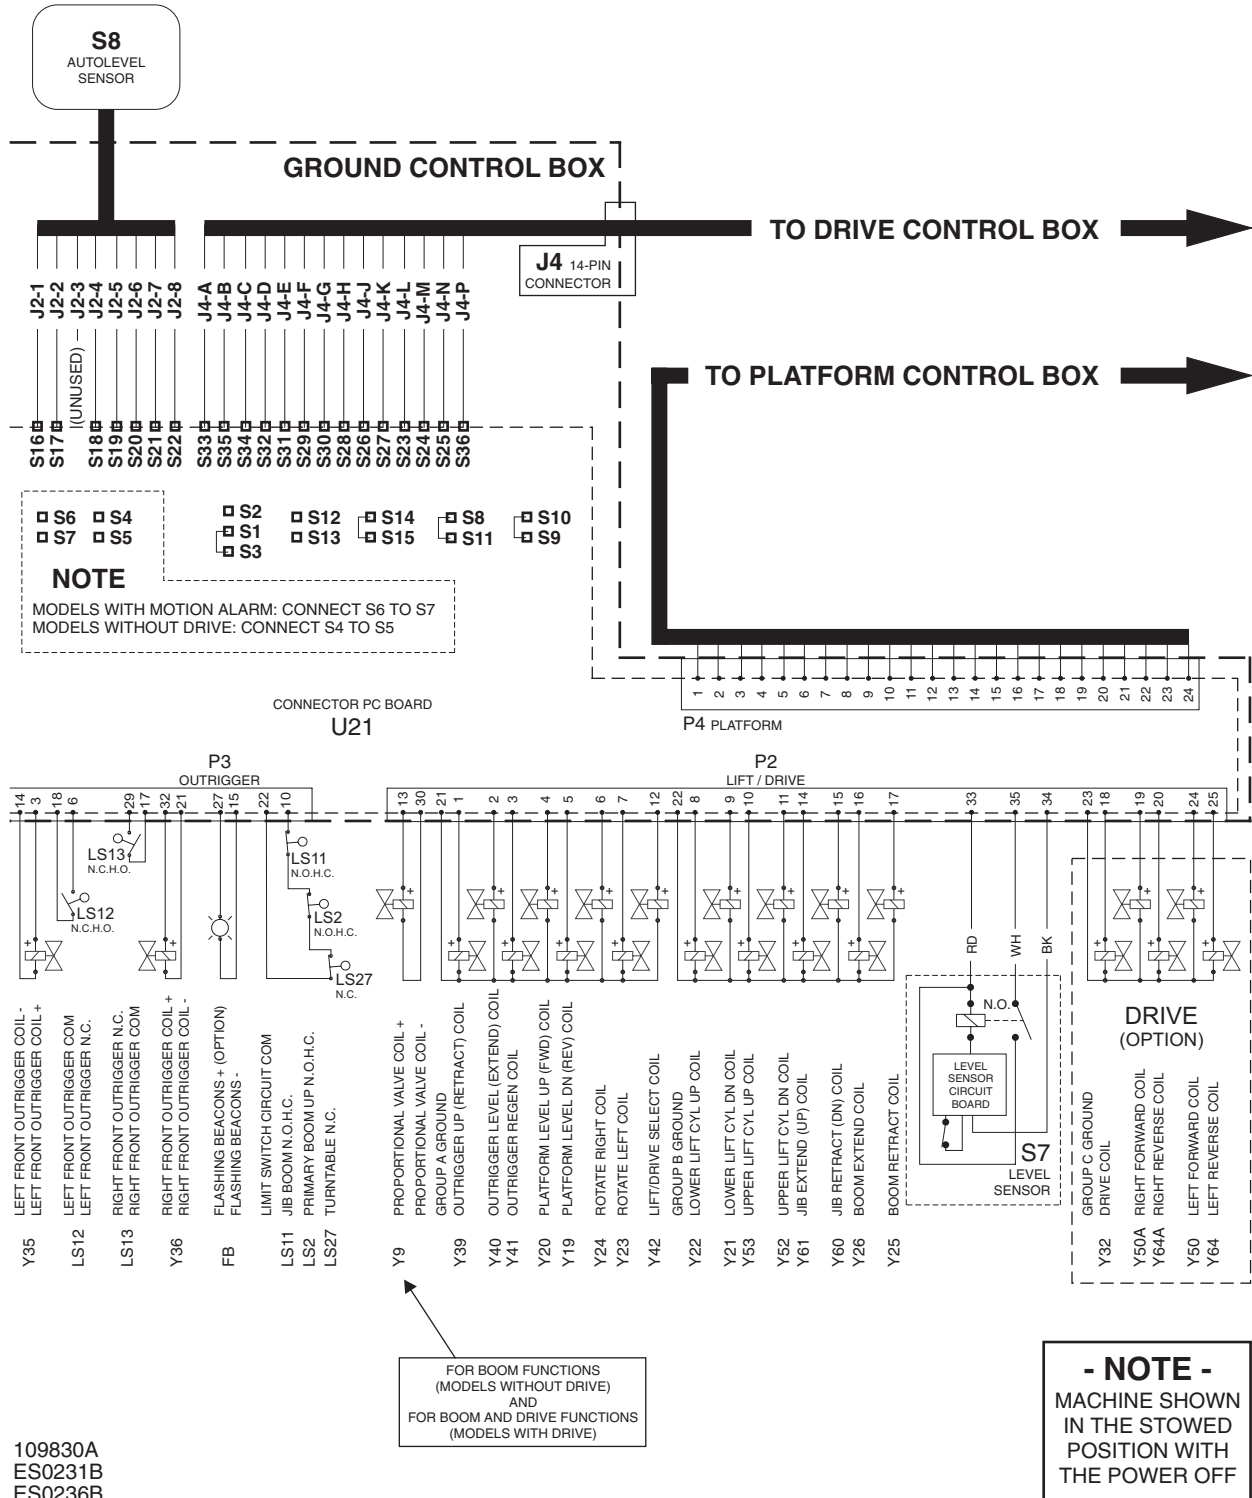 S8
AUTOLEVEL
SENSOR
GROUND CONTROL BOX
TO DRIVE CONTROL BOX
J4 14-PIN
CONNECTOR
J2-1
J2-2
J2-3
J2-4
J2-5
J2-6
J2-7
J2-8
J4-A
J4-B
J4-C
J4-D
J4-E
J4-F
J4-G
J4-H
J4-J
J4-K
J4-L
J4-M
J4-N
J4-P
(UNUSED)
TO PLATFORM CONTROL BOX
S16
S17
S18
S19
S20
S21
S22
S33
S35
S34
S32
S31
S29
S30
S28
S26
S27
S23
S24
S25
S36
S6 S4
S7 S5
S2
S1
S3
S12
S13
S14
S15
S8
S11
S10
S9
NOTE
MODELS WITH MOTION ALARM: CONNECT S6 TO S7
MODELS WITHOUT DRIVE: CONNECT S4 TO S5
1 2 3 4 5 6 7 8 9 10 11 12 13 14 15 16 17 18 19 20 21 22 23 24
P4 PLATFORM
CONNECTOR PC BOARD
U21
P3
OUTRIGGER
P2
LIFT / DRIVE
14 3 18 6 29 17 32 21 27 15 22 10
13 30 21 1 2 3 4 5 6 7 12 22 8 9 10 11 14 15 16 17 33 35 34 23 18 19 20 24 25
LS13
N.C.H.O.
LS12
N.C.H.O.
LS11
N.O.H.C.
LS2
N.O.H.C.
LS27
N.C.
+ + + + + + + + + + + + + + + + + + + + + + + +
RD
WH
BK
N.O.
LEVEL
SENSOR
CIRCUIT
BOARD
S7
LEVEL
SENSOR
DRIVE
(OPTION)
LEFT FRONT OUTRIGGER COIL -
LEFT FRONT OUTRIGGER COIL +
LEFT FRONT OUTRIGGER COM
LEFT FRONT OUTRIGGER N.C.
RIGHT FRONT OUTRIGGER N.C.
RIGHT FRONT OUTRIGGER COM
RIGHT FRONT OUTRIGGER COIL +
RIGHT FRONT OUTRIGGER COIL -
FLASHING BEACONS + (OPTION)
FLASHING BEACONS -
LIMIT SWITCH CIRCUIT COM
JIB BOOM N.O.H.C.
PRIMARY BOOM UP N.O.H.C.
TURNTABLE N.C.
PROPORTIONAL VALVE COIL +
PROPORTIONAL VALVE COIL -
GROUP A GROUND
OUTRIGGER UP (RETRACT) COIL
OUTRIGGER LEVEL (EXTEND) COIL
OUTRIGGER REGEN COIL
PLATFORM LEVEL UP (FWD) COIL
PLATFORM LEVEL DN (REV) COIL
ROTATE RIGHT COIL
ROTATE LEFT COIL
LIFT/DRIVE SELECT COIL
GROUP B GROUND
LOWER LIFT CYL UP COIL
LOWER LIFT CYL DN COIL
UPPER LIFT CYL UP COIL
UPPER LIFT CYL DN COIL
JIB EXTEND (UP) COIL
JIB RETRACT (DN) COIL
BOOM EXTEND COIL
BOOM RETRACT COIL
GROUP C GROUND
DRIVE COIL
RIGHT FORWARD COIL
RIGHT REVERSE COIL
LEFT FORWARD COIL
LEFT REVERSE COIL
Y35
LS12
LS13
Y36
FB
LS11
LS2
LS27
Y9
Y39
Y40
Y41
Y20
Y19
Y24
Y23
Y42
Y22
Y21
Y53
Y52
Y61
Y60
Y26
Y25
Y32
Y50A
Y64A
Y50
Y64
FOR BOOM FUNCTIONS
(MODELS WITHOUT DRIVE)
AND
FOR BOOM AND DRIVE FUNCTIONS
(MODELS WITH DRIVE)
- NOTE -
MACHINE SHOWN
IN THE STOWED
POSITION WITH
THE POWER OFF
109830A
ES0231B
ES0236B